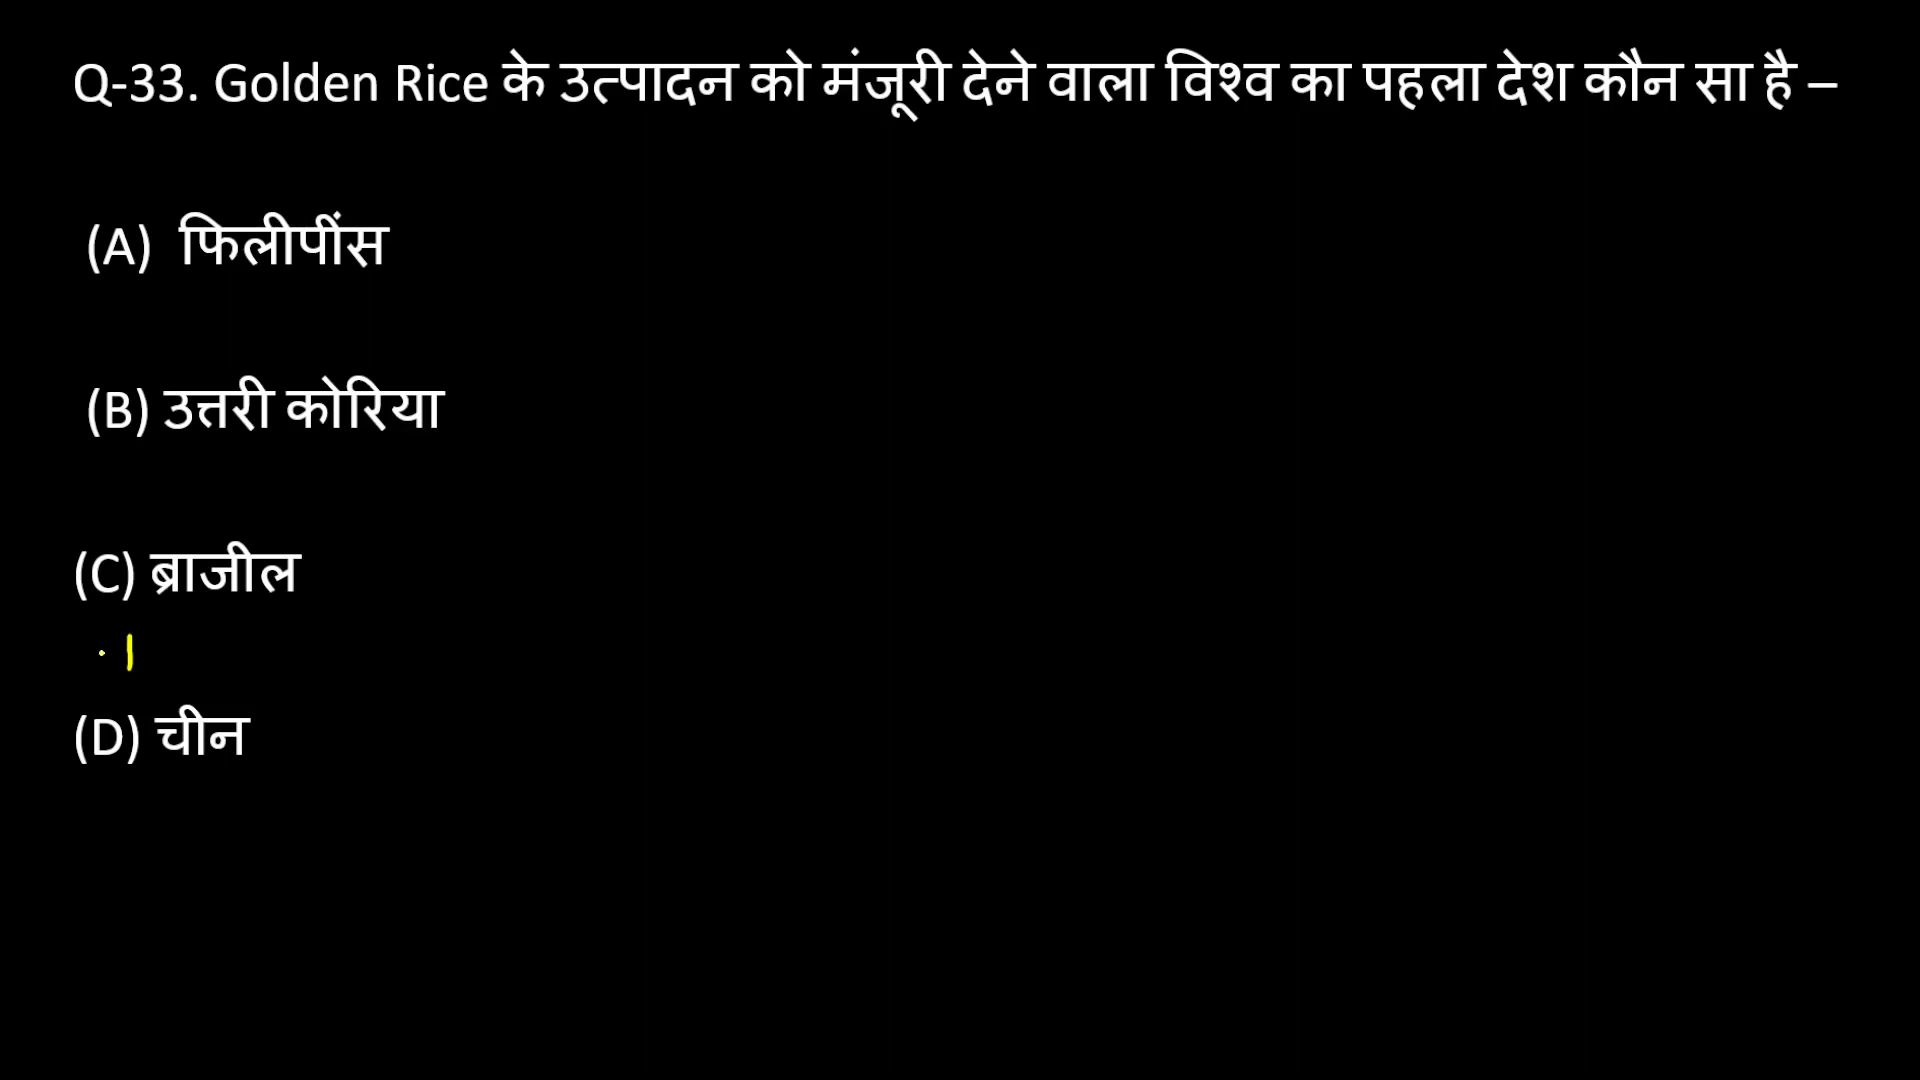 Q-33. Golden Rice के उत्पादन को मंजूरी देने वाला विश्व का पहला देश कौन सा है –
(A) फिलीपींस
(B) उत्तरी कोरिया
(C) ब्राजील
(D) चीन